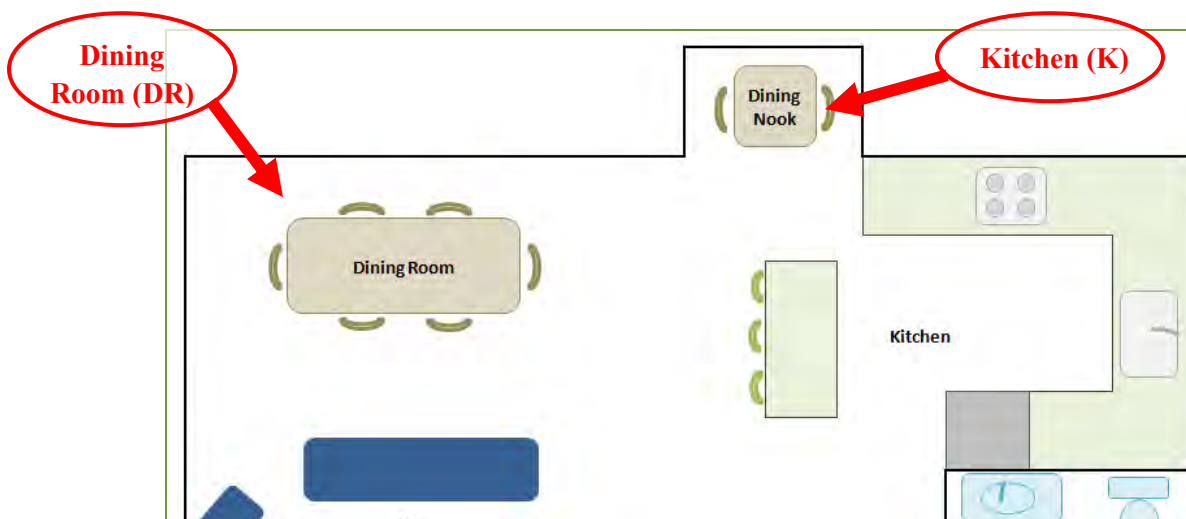 Dining
Room (DR)
Kitchen (K)
Dining
Nook
Dining Room
Kitchen